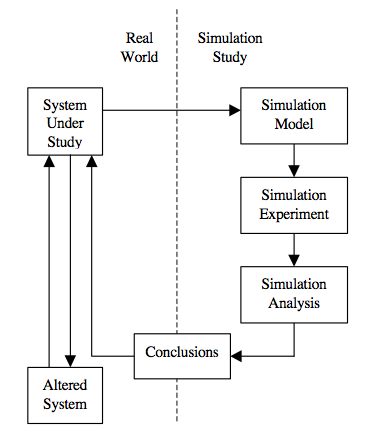 Real
World
Simulation
Study
System
Under
Study
Simulation
Model
Simulation
Experiment
Simulation
Analysis
Conclusions
Altered
System